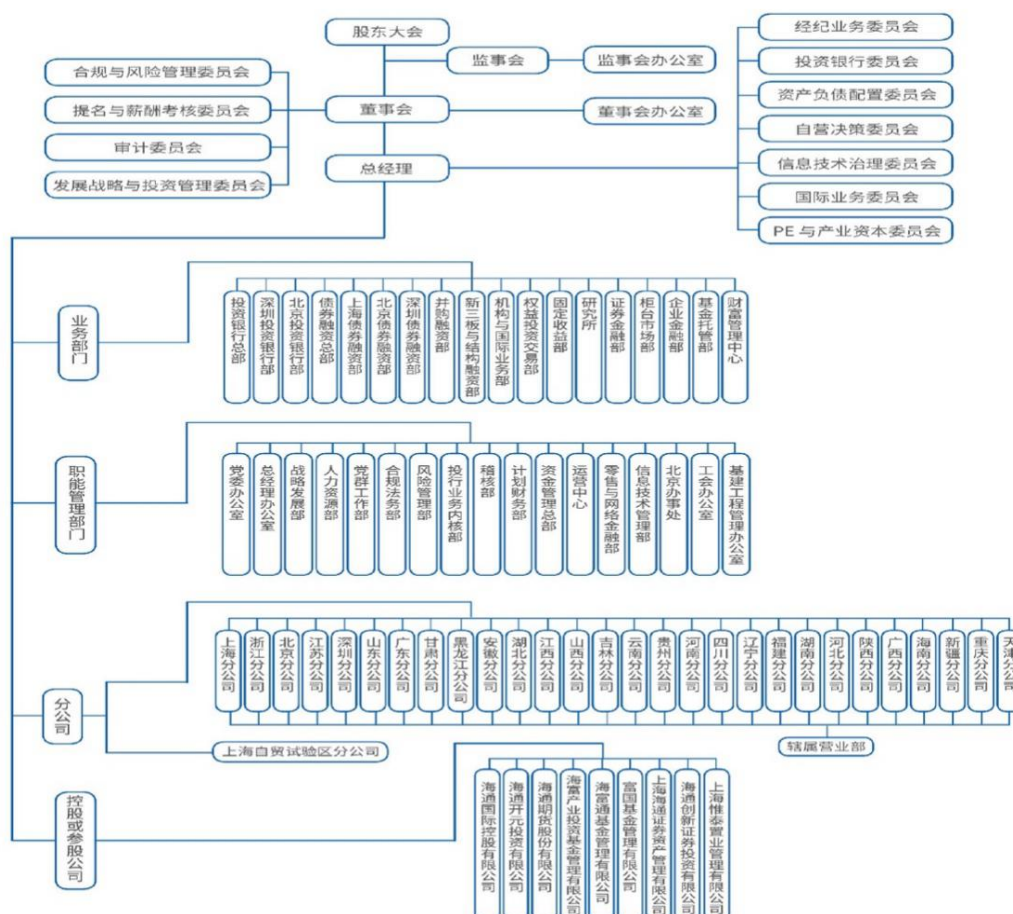 股东大会
监事会
监事会办公室
董事会
董事会办公室
总经理
合规与风险管理委员会
提名与薪酬考核委员会
审计委员会
发展战略与投资管理委员会
经纪业务委员会
投资银行委员会
资产负债配置委员会
自营决策委员会
信息技术治理委员会
国际业务委员会
PE 与产业资本委员会
业务部门
投资银行总部
深圳投资银行部
北京投资银行部
债券融资总部
上海债券融资部
北京债券融资部
深圳债券融资部
并购融资部
新三板与结构融资部
机构与国际业务部
权益投资交易部
固定收益部
研究所
证券金融部
柜台市场部
企业金融部
基金托管部
财富管理中心
职能管理部门
党委办公室
总经理办公室
战略发展部
人力资源部
党群工作部
合规法务部
风险管理部
投行业务内核部
稽核部
计划财务部
资金管理总部
运营中心
零售与网络金融部
信息技术管理部
北京办事处
工会办公室
基建工程管理办公室
分公司
上海分公司
浙江分公司
北京分公司
江苏分公司
深圳分公司
山东分公司
广东分公司
甘肃分公司
黑龙江分公司
安徽分公司
湖北分公司
江西分公司
山西分公司
吉林分公司
云南分公司
贵州分公司
河南分公司
四川分公司
辽宁分公司
福建分公司
湖南分公司
河北分公司
陕西分公司
广西分公司
海南分公司
新疆分公司
重庆分公司
天津分公司
上海自贸试验区分公司
辖属营业部
控股或参股公司
海通国际控股有限公司
海通开元投资有限公司
海通期货股份有限公司
海富产业投资基金管理有限公司
海富通基金管理有限公司
富国基金管理有限公司
上海海通证券资产管理有限公司
海通创新证券投资有限公司
上海惟泰置业管理有限公司